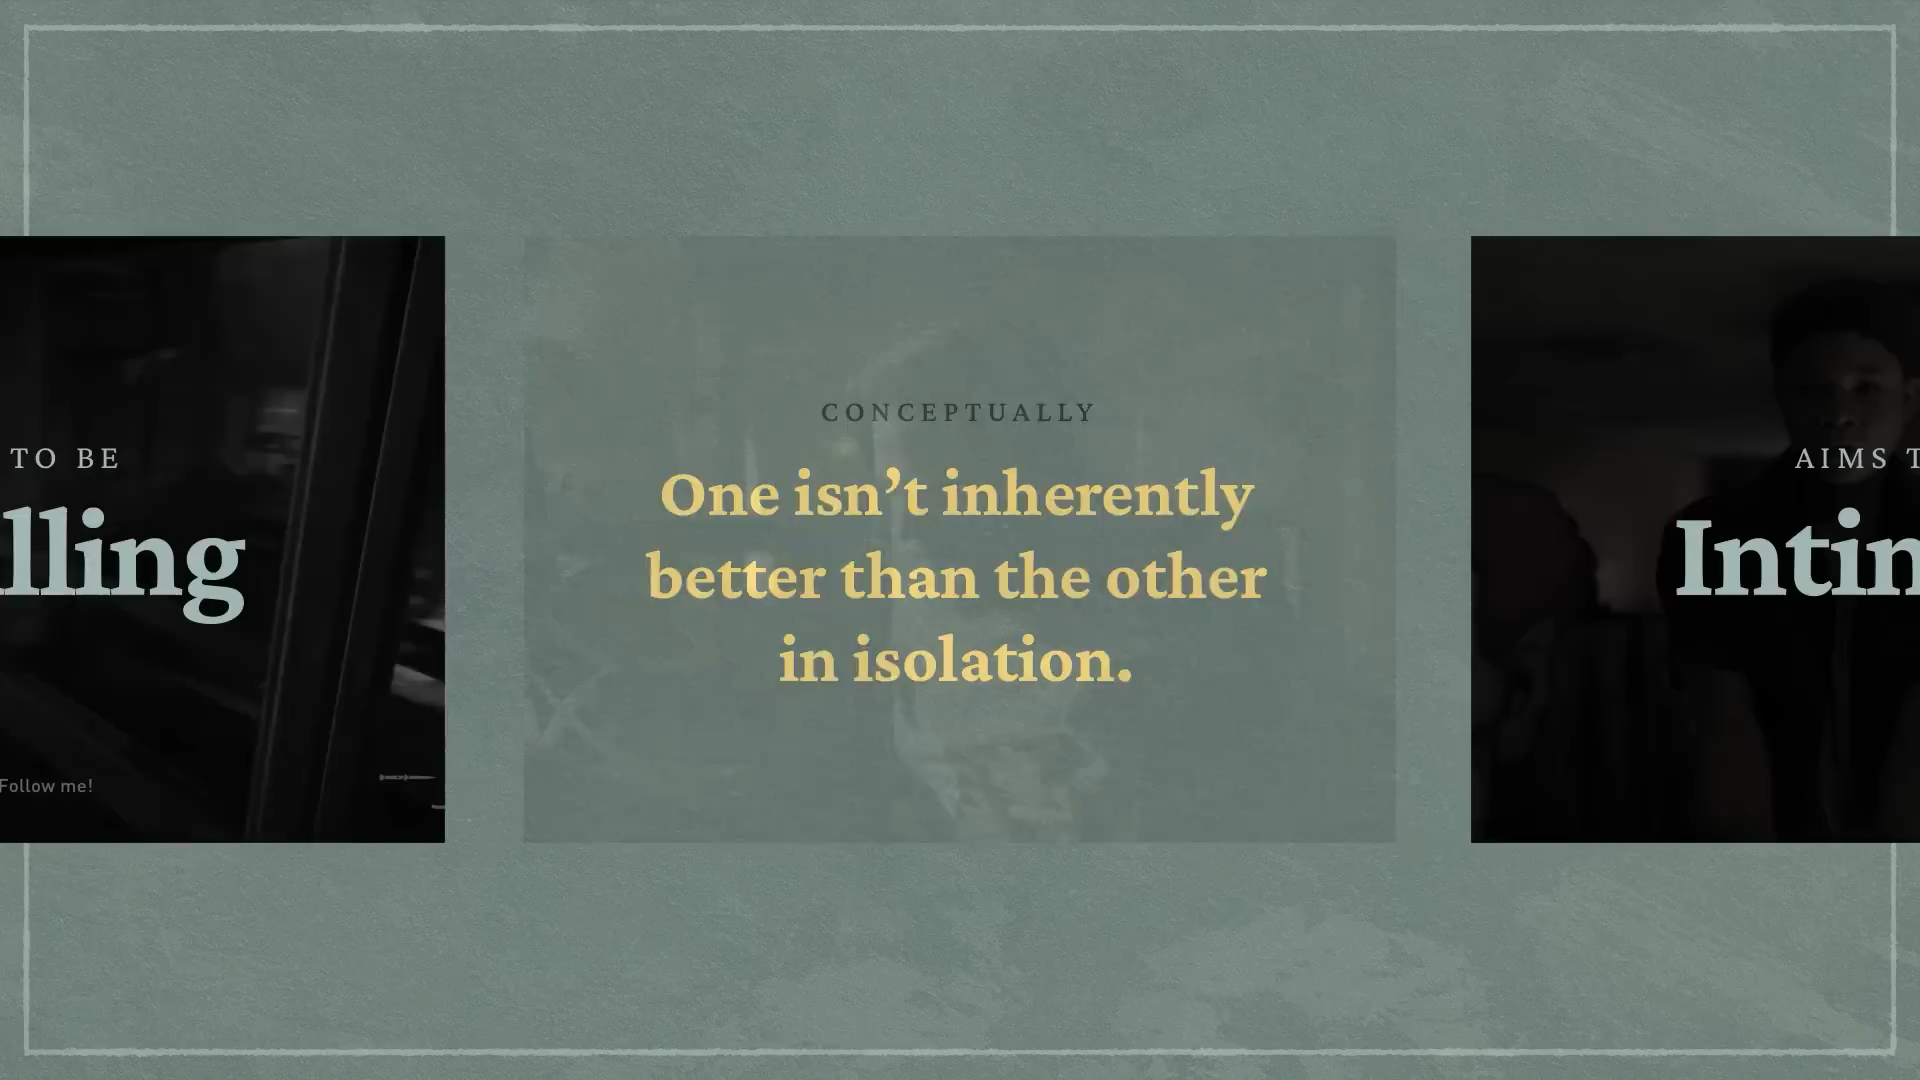 TO BE
lling
Follow me!
CONCEPTUALLY
One isn’t inherently
better than the other
in isolation.
AIMS T
Intin